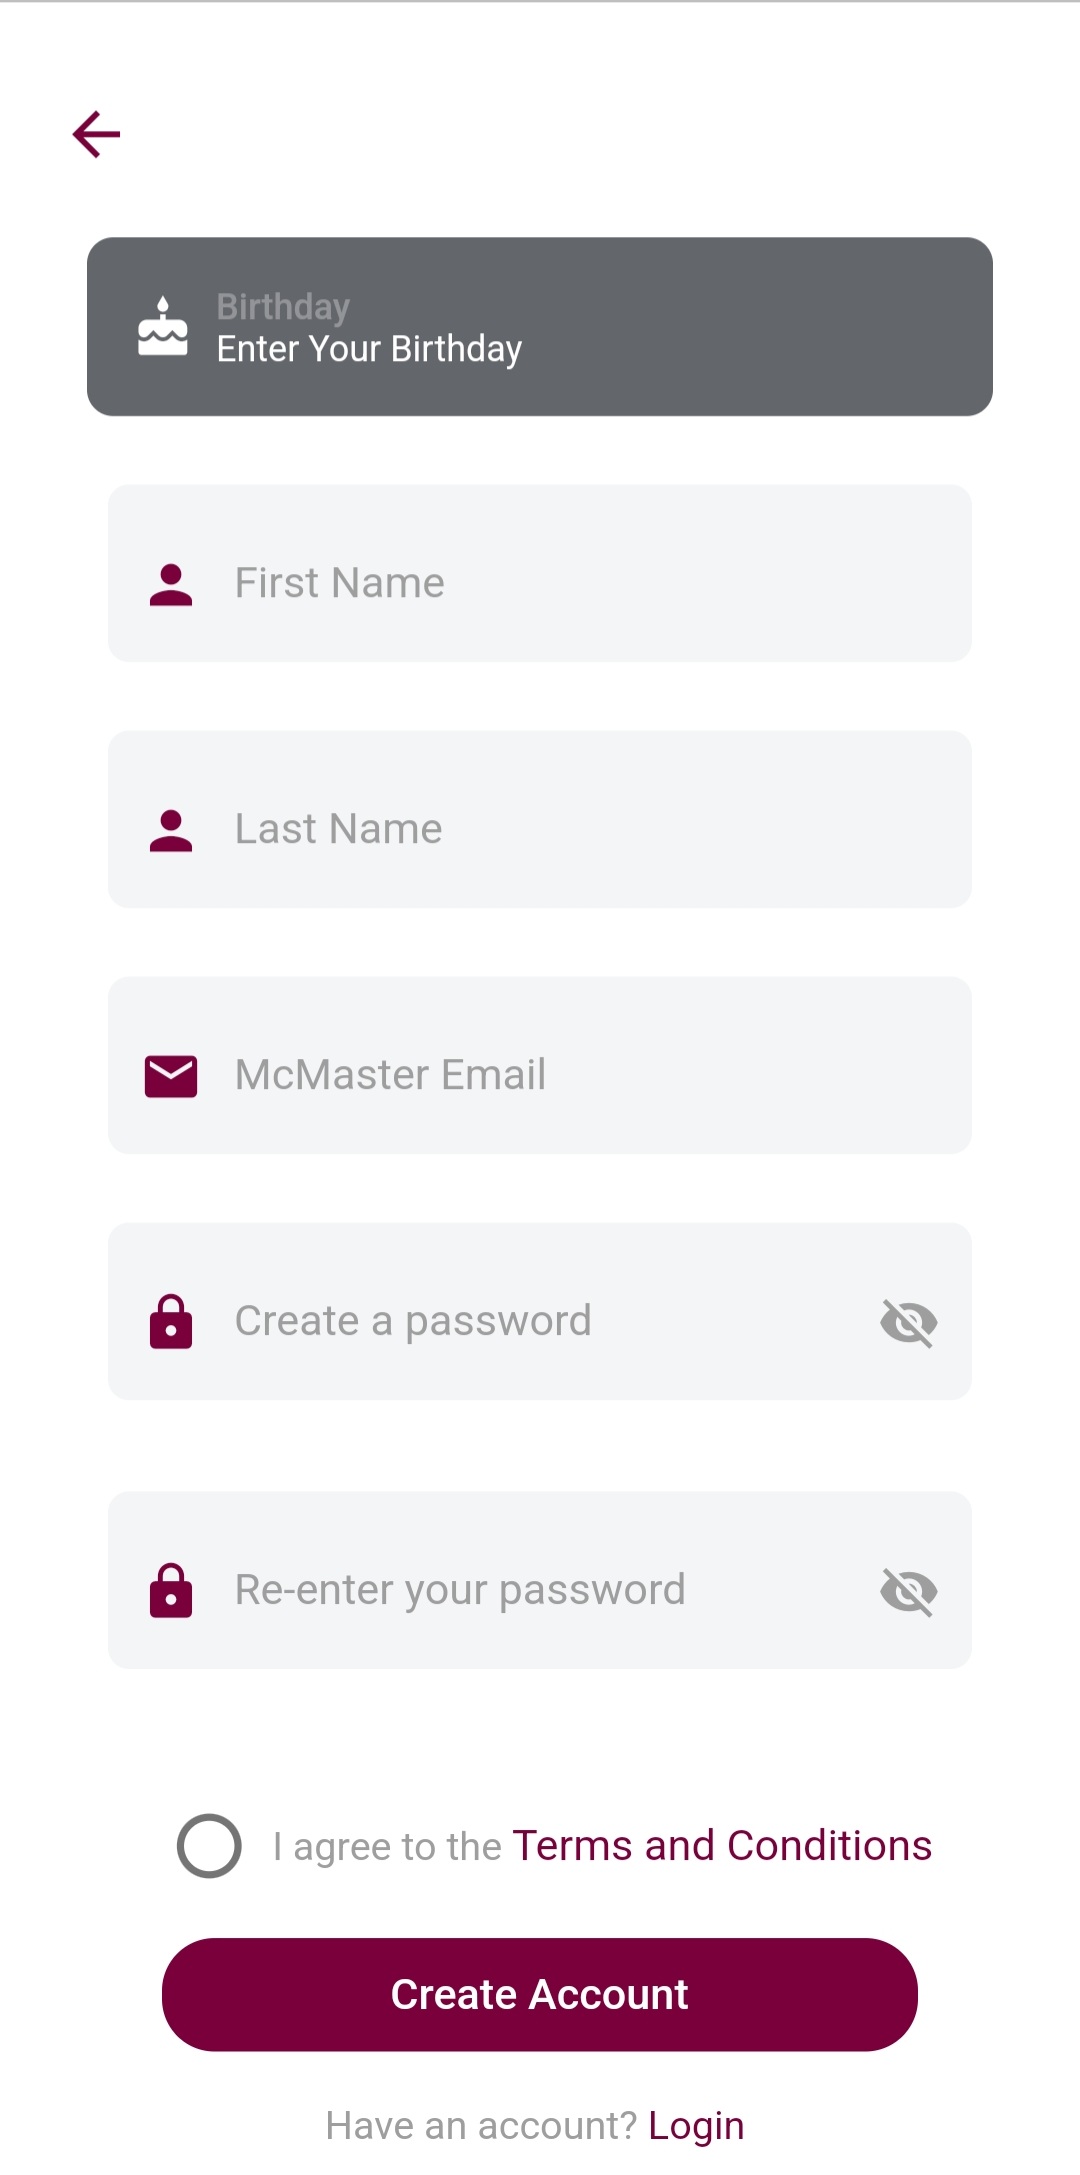 Birthday
Enter Your Birthday
First Name
Last Name
McMaster Email
Create a password
Re-enter your password
I agree to the Terms and Conditions
Create Account
Have an account? Login